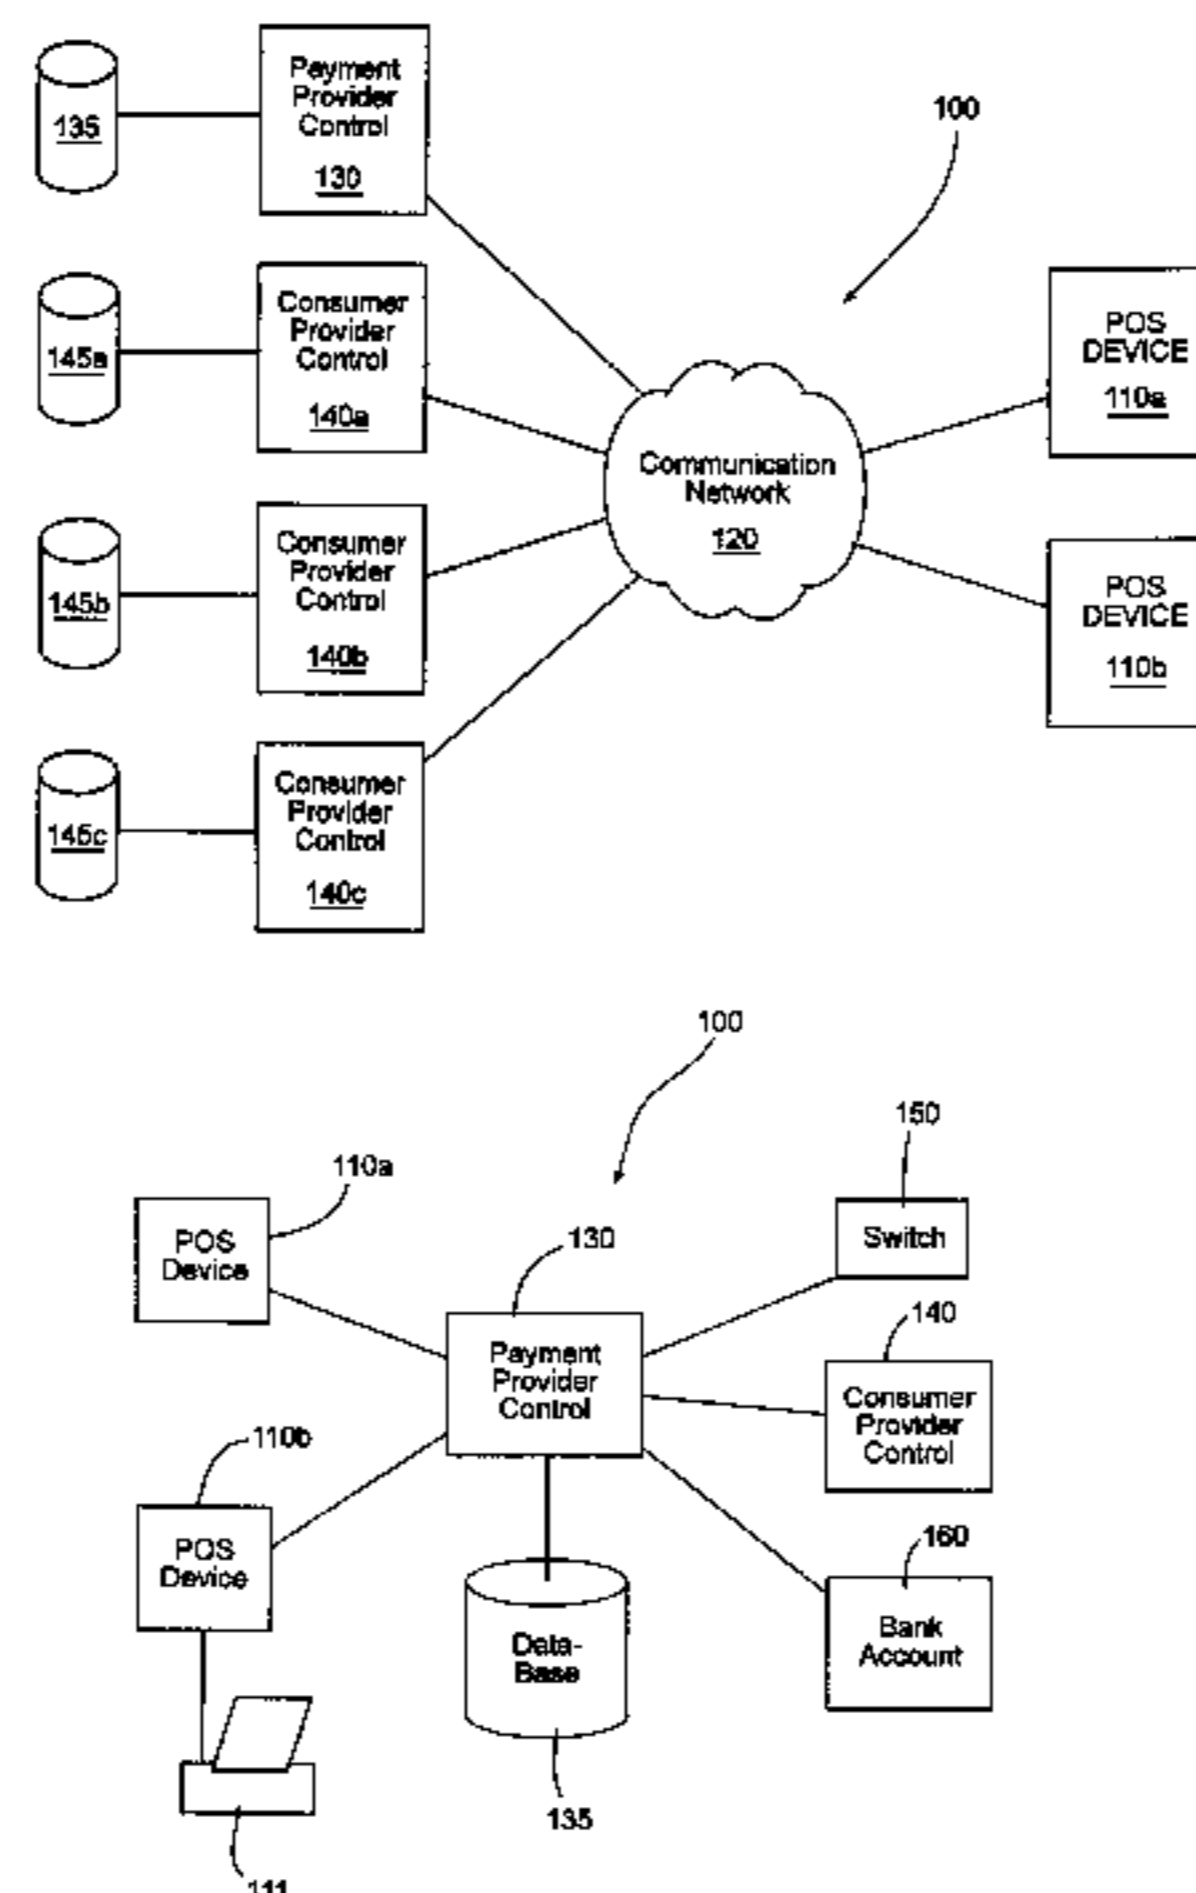 135
Payment
Provider
Control
130
100
145a
Consumer
Provider
Control
140a
POS
DEVICE
110a
Communication
Network
120
145b
Consumer
Provider
Control
140b
POS
DEVICE
110b
145c
Consumer
Provider
Control
140c
100
150
110a
POS
Device
130
Switch
140
Payment
Provider
Control
Consumer
Provider
Control
110b
160
POS
Device
Data-
Base
Bank
Account
135
111